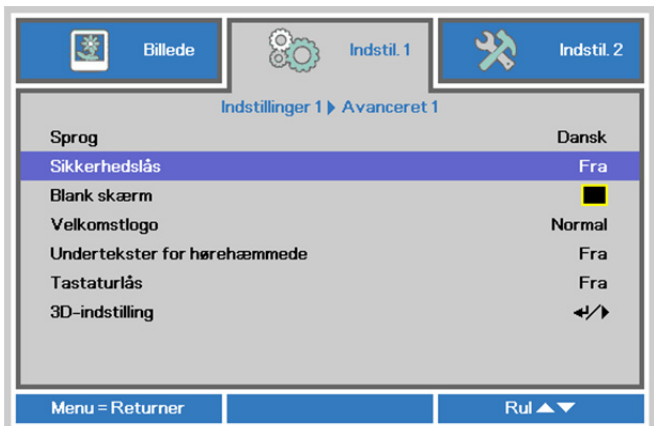 Billede Indstil. 1 Indstil. 2
Indstillinger 1 Avanceret 1
Sprog Dansk
Sikkerhedslås Fra
Blank skærm
Velkomstlogo Normal
Undertekster for hørehæmmede Fra
Tastaturlås Fra
3D-indstilling ↵/▶
Menu = Returner Rul ▲▼